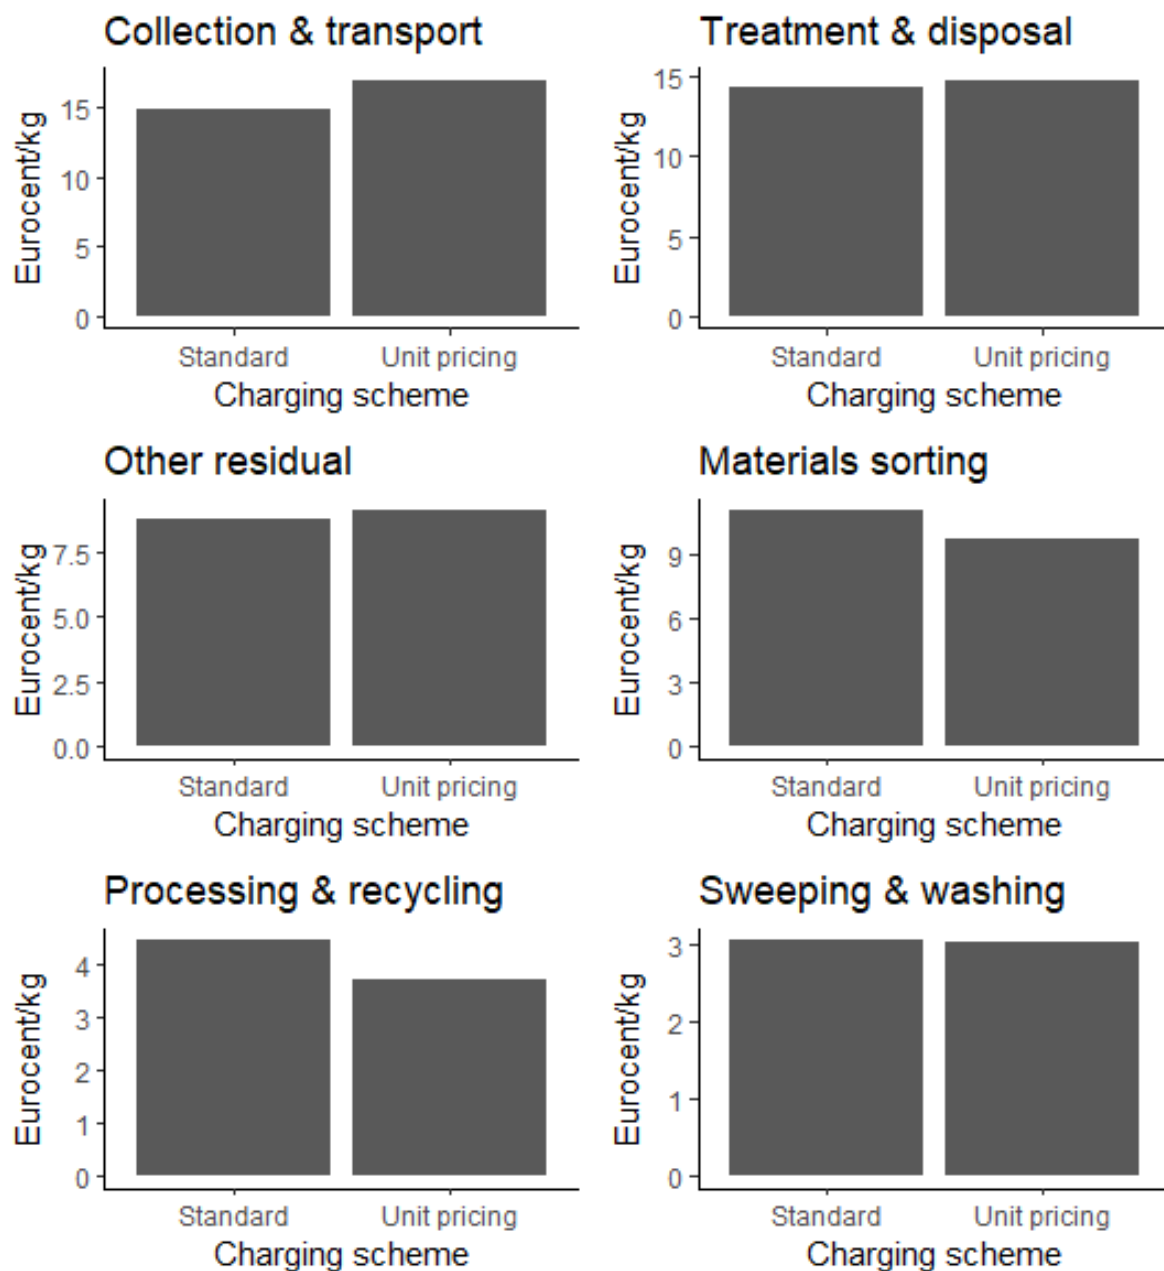 Collection & transport
Eurocent/kg
15
10
5
0
Standard Unit pricing
Charging scheme
Treatment & disposal
Eurocent/kg
15
10
5
0
Standard Unit pricing
Charging scheme
Other residual
Eurocent/kg
7.5
5.0
2.5
0.0
Standard Unit pricing
Charging scheme
Materials sorting
Eurocent/kg
9
6
3
0
Standard Unit pricing
Charging scheme
Processing & recycling
Eurocent/kg
4
3
2
1
0
Standard Unit pricing
Charging scheme
Sweeping & washing
Eurocent/kg
3
2
1
0
Standard Unit pricing
Charging scheme